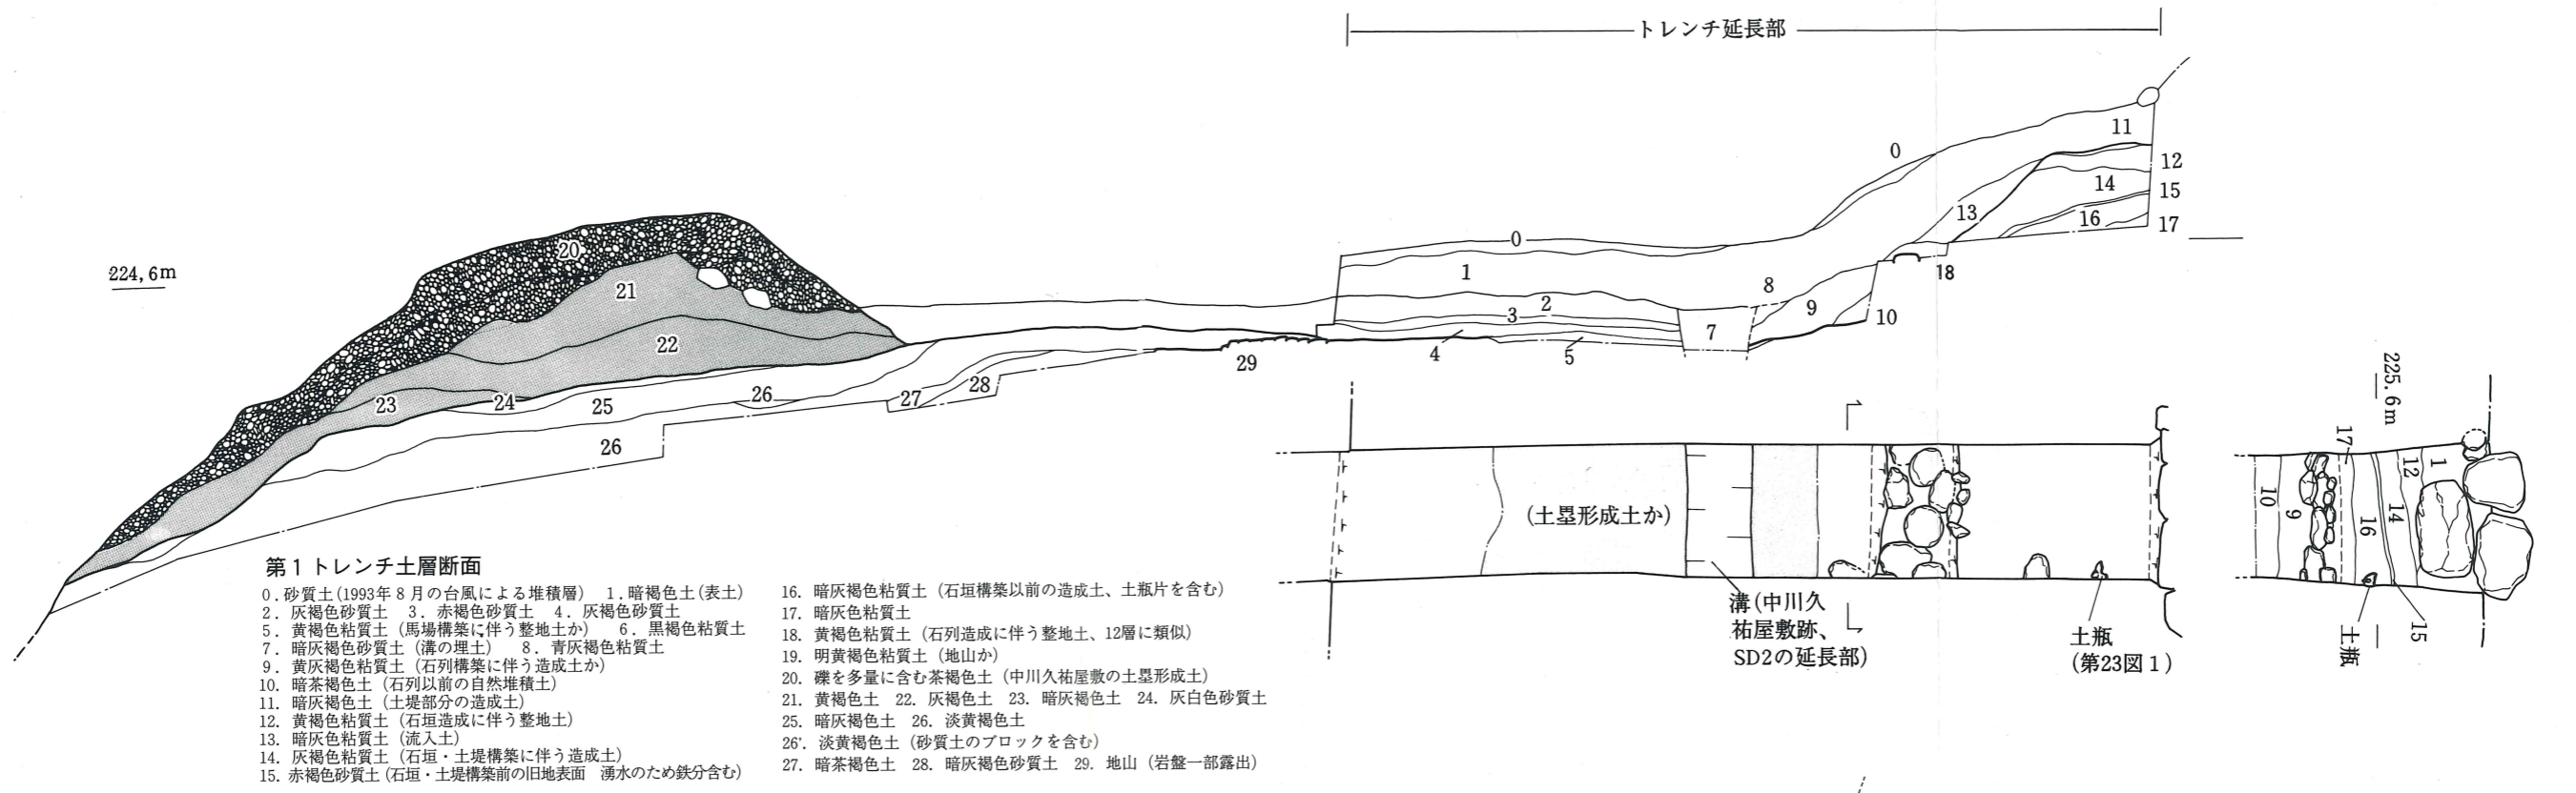 トレンチ延長部
0
11
12
14
15
13
16
17
18
20
224,6m
21
0
1
8
2
9
3
7
10
22
4
5
29
28
26
27
23
24
25
26
225.6m
(土塁形成土か)
溝(中川久
祐屋敷跡、
SD2の延長部)
土瓶
(第23図1)
17
12
1
10
9
16
14
土瓶
15
第1トレンチ土層断面
0.砂質土(1993年8月の台風による堆積層) 1.暗褐色土(表土)
2.灰褐色砂質土 3.赤褐色砂質土 4.灰褐色砂質土
5.黄褐色粘質土(馬場構築に伴う整地土か) 6.黒褐色粘質土
7.暗灰褐色砂質土(溝の埋土) 8.青灰褐色粘質土
9.黄灰褐色粘質土(石列構築に伴う造成土か)
10.暗茶褐色土(石列以前の自然堆積土)
11.暗灰褐色土(土堤部分の造成土)
12.黄褐色粘質土(石垣造成に伴う整地土)
13.暗灰色粘質土(流入土)
14.灰褐色粘質土(石垣・土堤構築に伴う造成土)
15.赤褐色砂質土(石垣・土堤構築前の旧地表面 湧水のため鉄分含む)
16.暗灰褐色粘質土(石垣構築以前の造成土、土瓶片を含む)
17.暗灰色粘質土
18.黄褐色粘質土(石列造成に伴う整地土、12層に類似)
19.明黄褐色粘質土(地山か)
20.礫を多量に含む茶褐色土(中川久祐屋敷の土塁形成土)
21.黄褐色土 22.灰褐色土 23.暗灰褐色土 24.灰白色砂質土
25.暗灰褐色土 26.淡黄褐色土
26'.淡黄褐色土(砂質土のブロックを含む)
27.暗茶褐色土 28.暗灰褐色砂質土 29.地山(岩盤一部露出)